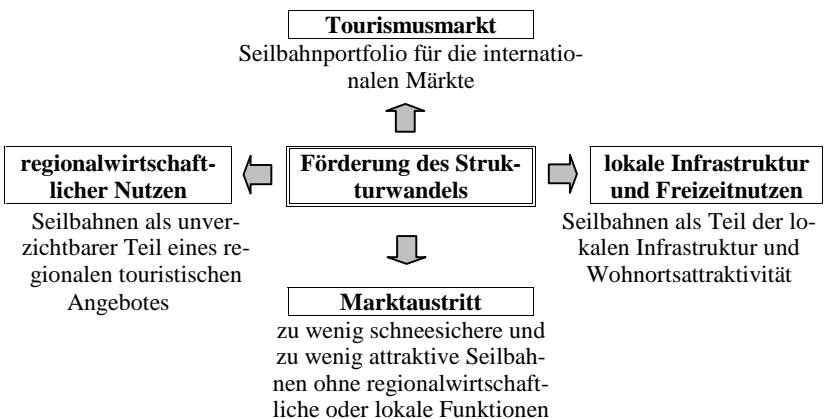 Tourismusmarkt
Seilbahnportfolio für die internatio-
nalen Märkte
regionalwirtschaft-
licher Nutzen
Seilbahnen als unver-
zichtbarer Teil eines re-
gionalen touristischen
Angebotes
Förderung des Struk-
turwandels
lokale Infrastruktur
und Freizeitnutzen
Seilbahnen als Teil der lo-
kalen Infrastruktur und
Wohnortsattraktivität
Marktaustritt
zu wenig schneesichere und
zu wenig attraktive Seilbah-
nen ohne regionalwirtschaft-
liche oder lokale Funktionen